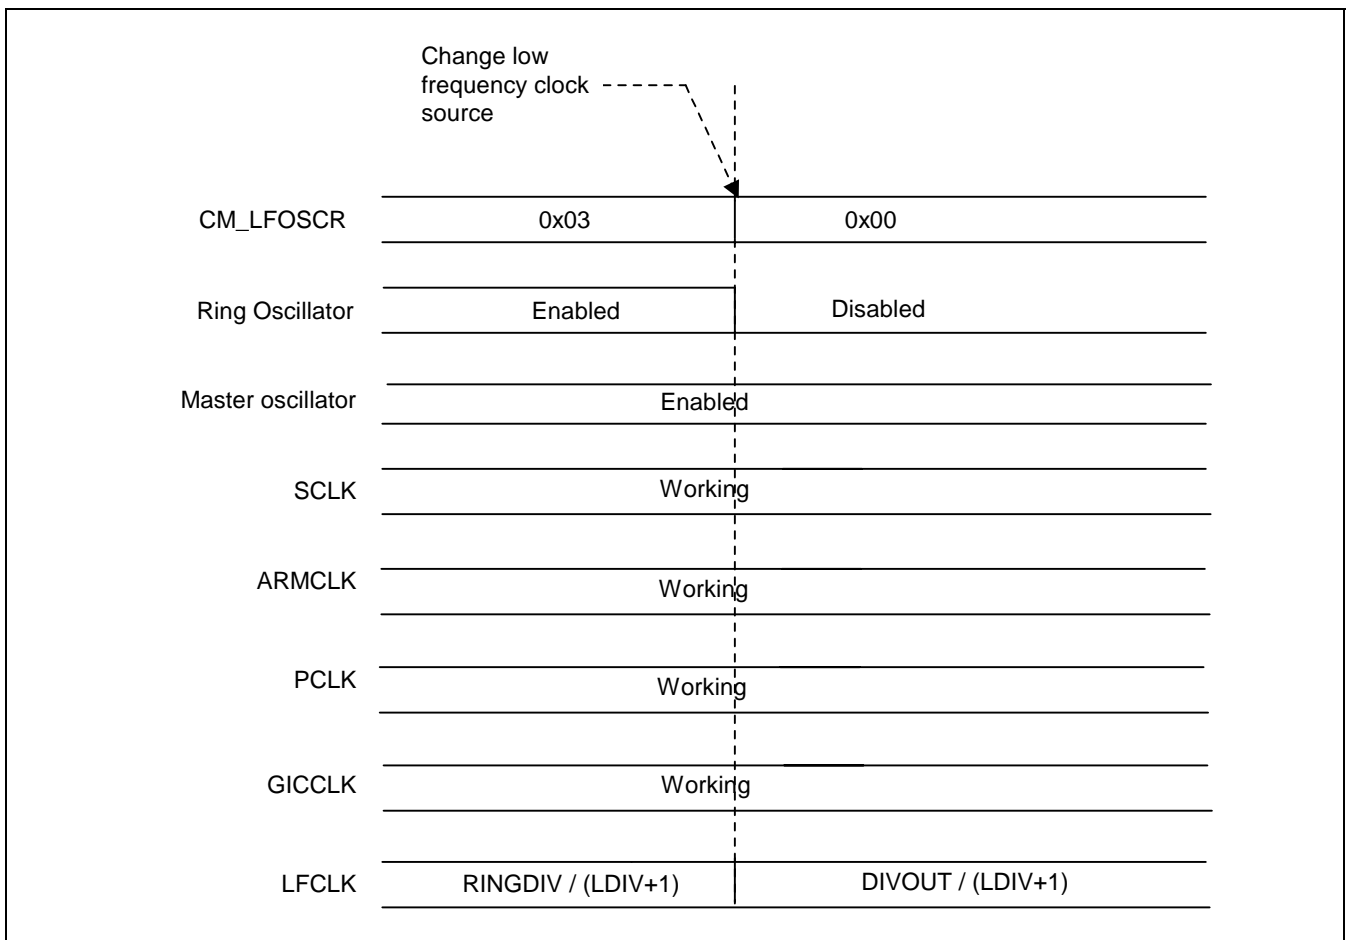 Change low
frequency clock
source
CM_LFOSCR 0x03 0x00
Ring Oscillator Enabled Disabled
Master oscillator Enabled
SCLK Working
ARMCLK Working
PCLK Working
GICCLK Working
LFCLK RINGDIV / (LDIV+1) DIVOUT / (LDIV+1)